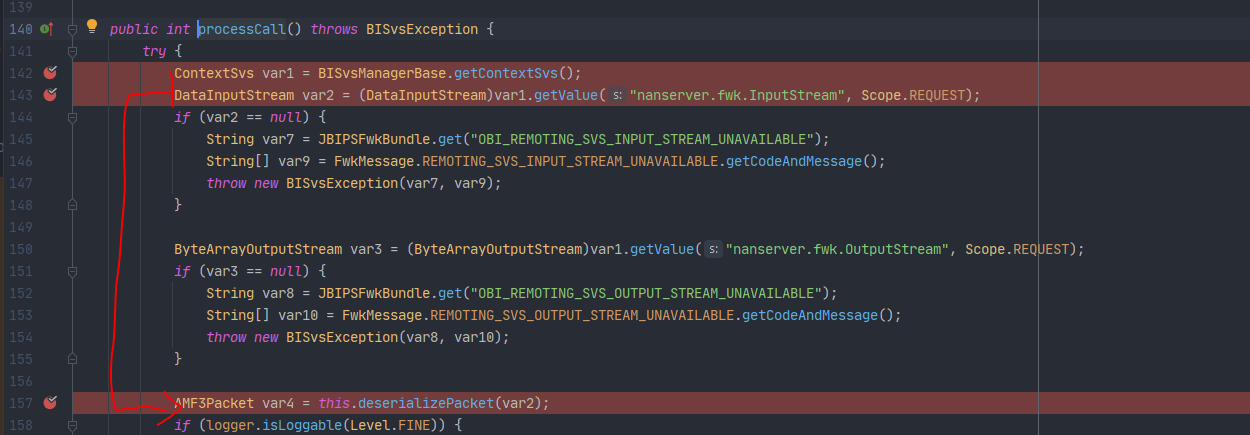 139
140 public int processCall() throws BISvsException {
141 try {
142 ContextSvs var1 = BISvsManagerBase.getContextSvs();
143 DataInputStream var2 = (DataInputStream)var1.getValue( s: "nanserver.fwk.InputStream", Scope.REQUEST);
144 if (var2 == null) {
145 String var7 = JBIPSFwkBundle.get("OBI_REMOTING_SVS_INPUT_STREAM_UNAVAILABLE");
146 String[] var9 = FwkMessage.REMOTING_SVS_INPUT_STREAM_UNAVAILABLE.getCodeAndMessage();
147 throw new BISvsException(var7, var9);
148 }
149
150 ByteArrayOutputStream var3 = (ByteArrayOutputStream)var1.getValue( s: "nanserver.fwk.OutputStream", Scope.REQUEST);
151 if (var3 == null) {
152 String var8 = JBIPSFwkBundle.get("OBI_REMOTING_SVS_OUTPUT_STREAM_UNAVAILABLE");
153 String[] var10 = FwkMessage.REMOTING_SVS_OUTPUT_STREAM_UNAVAILABLE.getCodeAndMessage();
154 throw new BISvsException(var8, var10);
155 }
156
157 AMF3Packet var4 = this.deserializePacket(var2);
158 if (logger.isLoggable(Level.FINE)) {